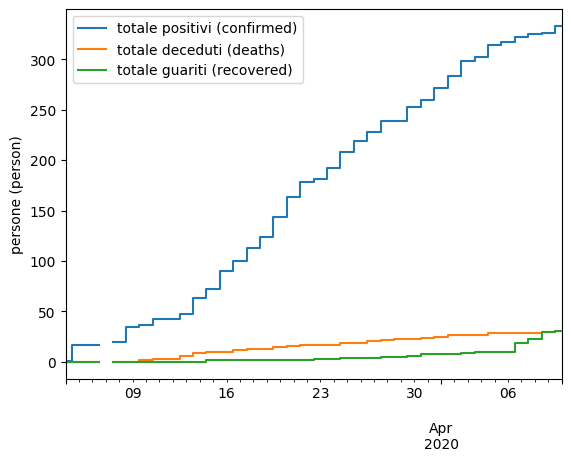 totale positivi (confirmed)
totale deceduti (deaths)
totale guariti (recovered)
persone (person)
300
250
200
150
100
50
0
09 16 23 30 06
Apr
2020